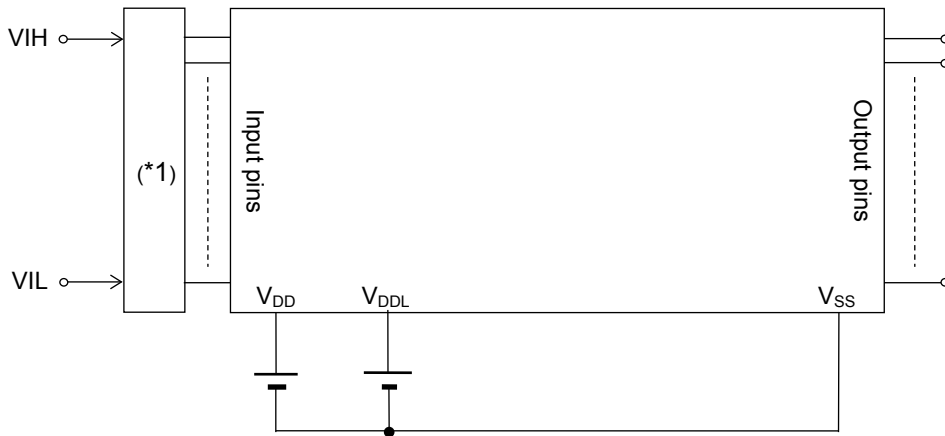 VIH
(*1)
VIL
Input pins
Output pins
VDD
VDDL
VSS